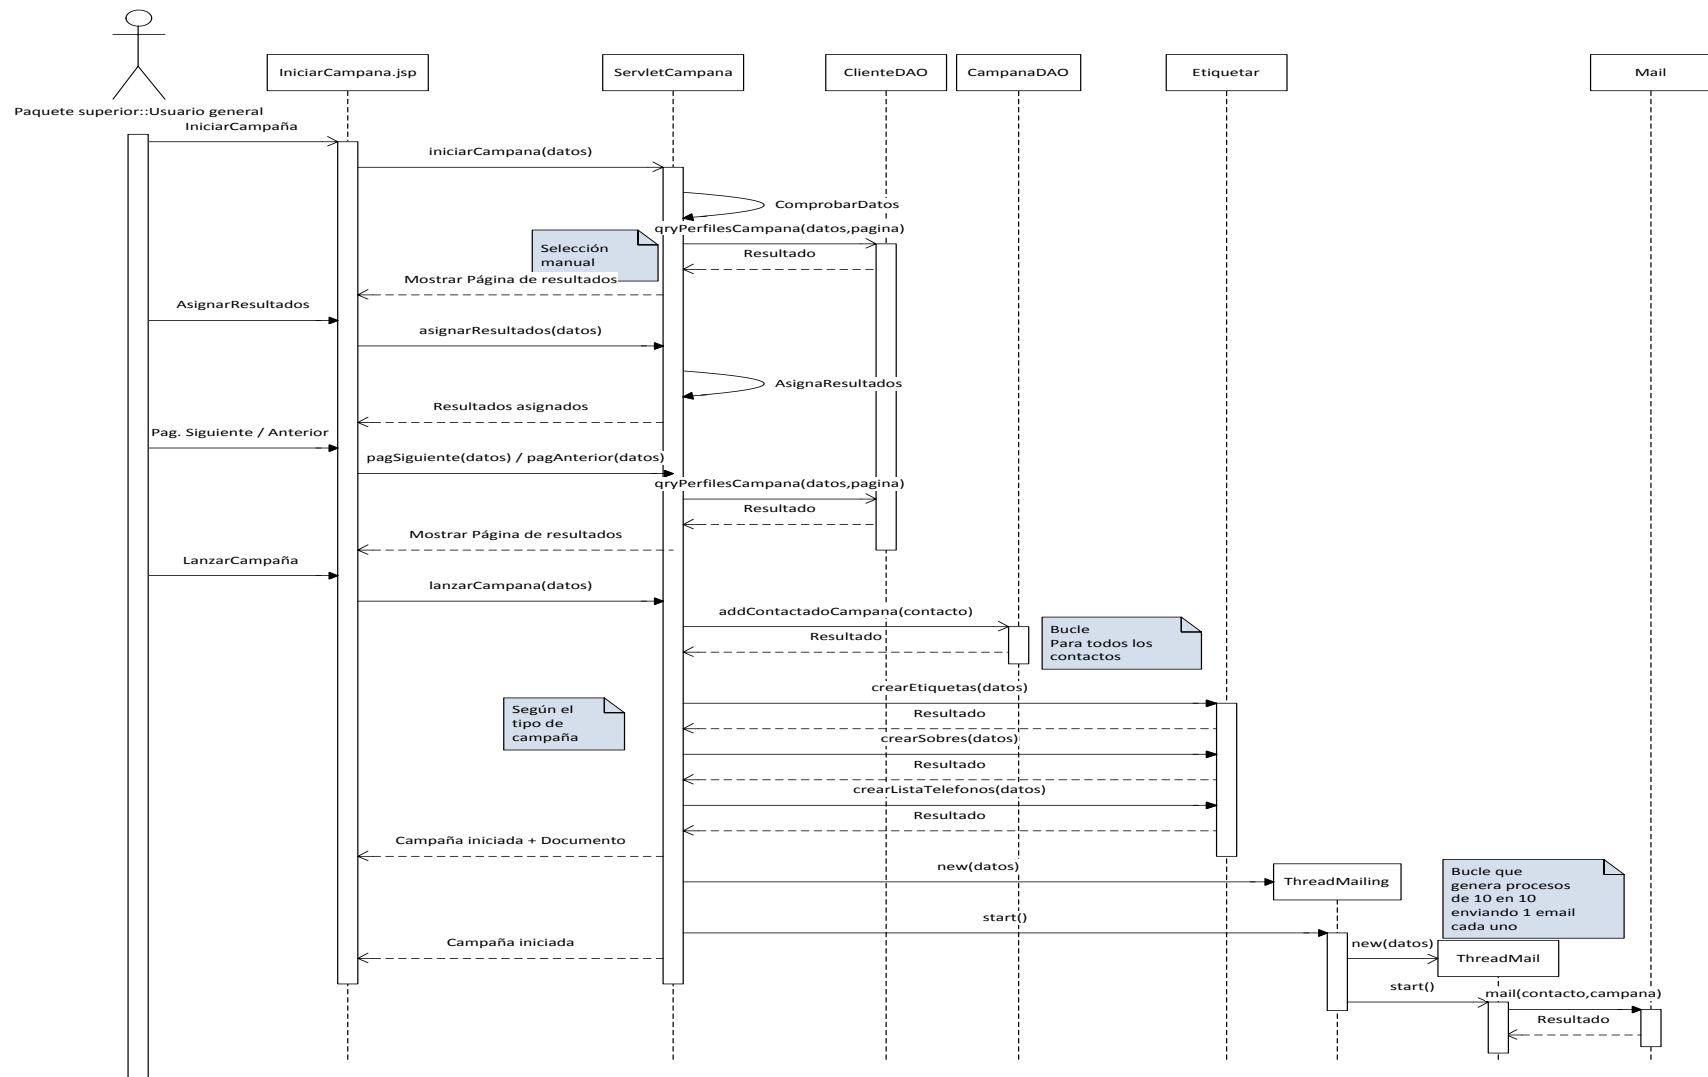 IniciarCampana.jsp
ServletCampana
ClienteDAO
CampanaDAO
Etiquetar
Mail
Paquete superior::Usuario general
IniciarCampaña
iniciarCampana(datos)
ComprobarDatos
qryPerfilesCampana(datos,pagina)
Selección
manual
Resultado
Mostrar Página de resultados
AsignarResultados
asignarResultados(datos)
AsignaResultados
Resultados asignados
Pag. Siguiente / Anterior
pagSiguiente(datos) / pagAnterior(datos)
qryPerfilesCampana(datos,pagina)
Resultado
Mostrar Página de resultados
LanzarCampaña
lanzarCampana(datos)
addContactadoCampana(contacto)
Resultado
Bucle
Para todos los
contactos
crearEtiquetas(datos)
Según el
tipo de
campaña
Resultado
crearSobres(datos)
Resultado
crearListaTelefonos(datos)
Resultado
Campaña iniciada + Documento
new(datos)
ThreadMailing
Bucle que
genera procesos
de 10 en 10
enviando 1 email
cada uno
start()
Campaña iniciada
new(datos)
ThreadMail
start()
mail(contacto,campana)
Resultado